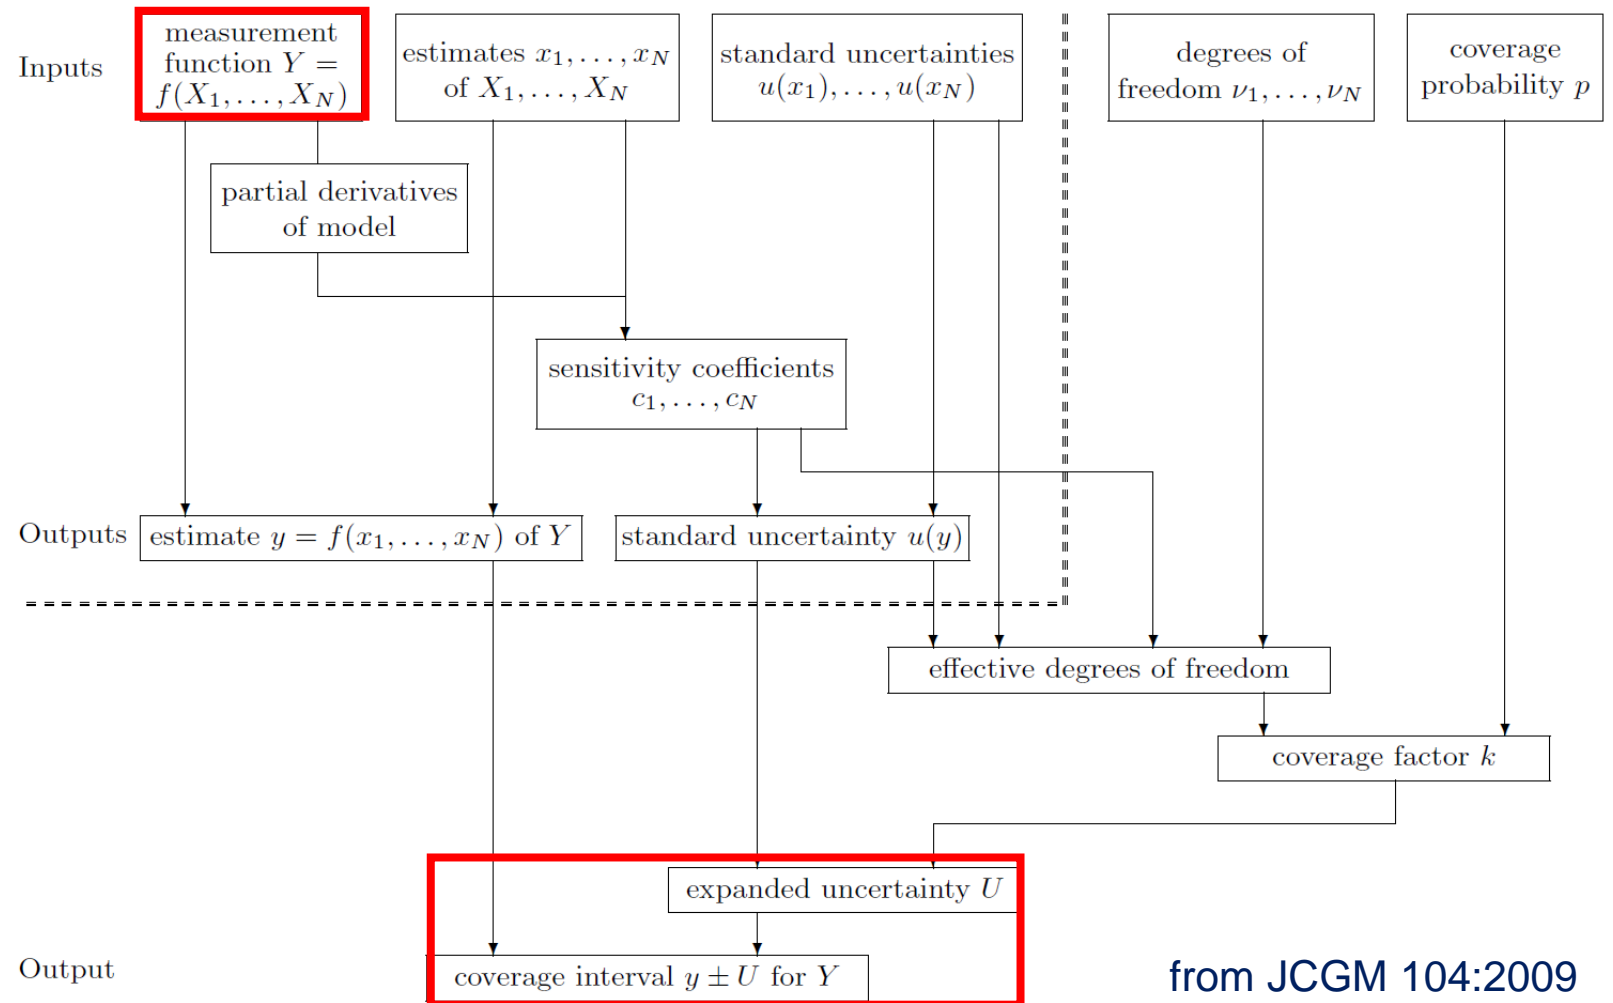 Inputs
measurement
function Y =
f(X₁, . . . , X_N)
estimates x₁, . . . , x_N
of X₁, . . . , X_N
standard uncertainties
u(x₁), . . . , u(x_N)
degrees of
freedom ν₁, . . . , ν_N
coverage
probability p
partial derivatives
of model
sensitivity coefficients
c₁, . . . , c_N
Outputs
estimate y = f(x₁, . . . , x_N) of Y
standard uncertainty u(y)
effective degrees of freedom
coverage factor k
expanded uncertainty U
Output
coverage interval y ± U for Y
from JCGM 104:2009